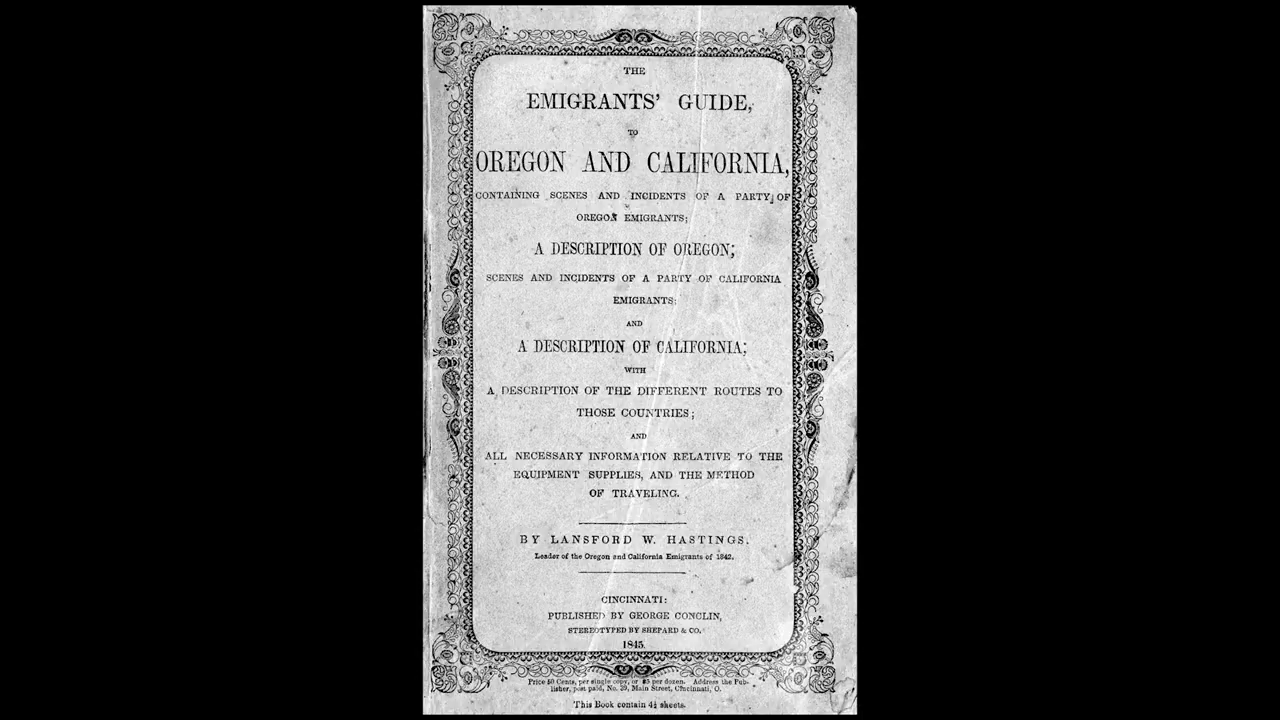 THE
EMIGRANTS' GUIDE,
TO
OREGON AND CALIFORNIA,
CONTAINING SCENES AND INCIDENTS OF A PARTY OF
OREGON EMIGRANTS;
A DESCRIPTION OF OREGON;
SCENES AND INCIDENTS OF A PARTY OF CALIFORNIA
EMIGRANTS;
AND
A DESCRIPTION OF CALIFORNIA;
WITH
A DESCRIPTION OF THE DIFFERENT ROUTES TO
THOSE COUNTRIES;
AND
ALL NECESSARY INFORMATION RELATIVE TO THE
EQUIPMENT SUPPLIES, AND THE METHOD
OF TRAVELING.
BY LANSFORD W. HASTINGS.
Leader of the Oregon and California Emigrants of 1842.
CINCINNATI:
PUBLISHED BY GEORGE CONCLIN,
STEREOTYPED BY SHEPARD & CO.
1845.
Price 50 Cents, per single copy, or $5 per dozen. Address the Pub-
lisher, post paid, No. 39, Main Street, Cincinnati, O.
This Book contain 4½ sheets.